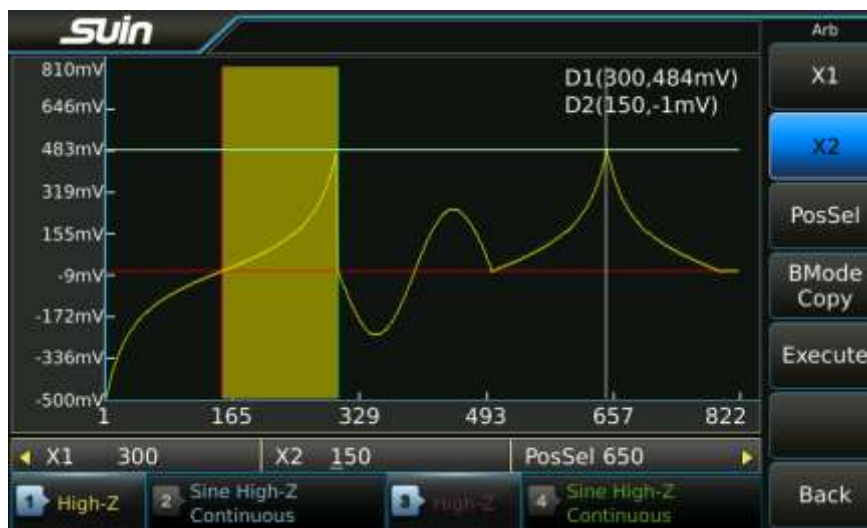 SUin
Arb
810mV
646mV
483mV
319mV
155mV
-9mV
-172mV
-336mV
-500mV
D1(300,484mV)
D2(150,-1mV)
1 165 329 493 657 822
X1
X2
PosSel
BMode
Copy
Execute
Back
X1 300 X2 150 PosSel 650
1 High-Z
2 Sine High-Z
Continuous
3 High-Z
4 Sine High-Z
Continuous